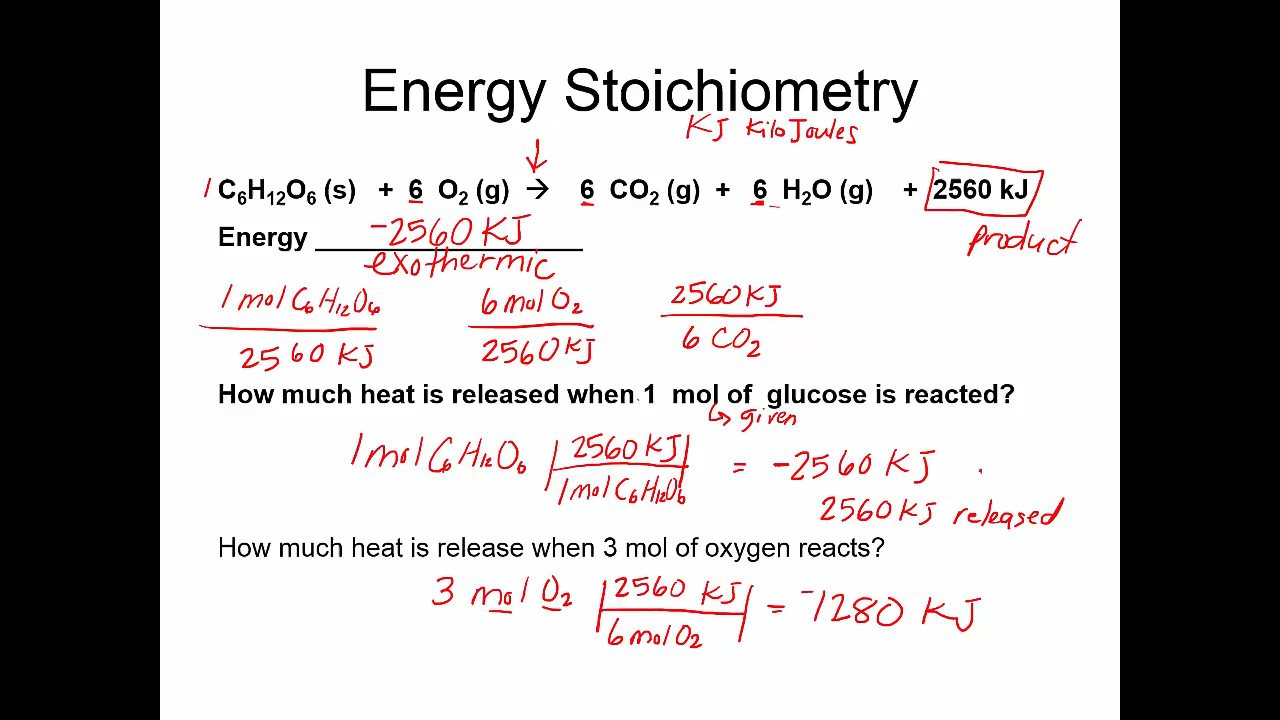 Energy Stoichiometry
KJ KiloJoules
1 C₆H₁₂O₆ (s) + 6 O₂ (g) → 6 CO₂ (g) + 6 H₂O (g) + 2560 kJ
Energy -2560 KJ product
exothermic
1 mol C₆H₁₂O₆ 6 mol O₂ 2560 KJ
2560 KJ 2560 KJ 6 CO₂
How much heat is released when 1 mol of glucose is reacted?
↳ given
1 mol C₆H₁₂O₆ | 2560 KJ | = -2560 KJ
1 mol C₆H₁₂O₆ 2560 KJ released
How much heat is release when 3 mol of oxygen reacts?
3 mol O₂ | 2560 KJ | = -1280 KJ
6 mol O₂